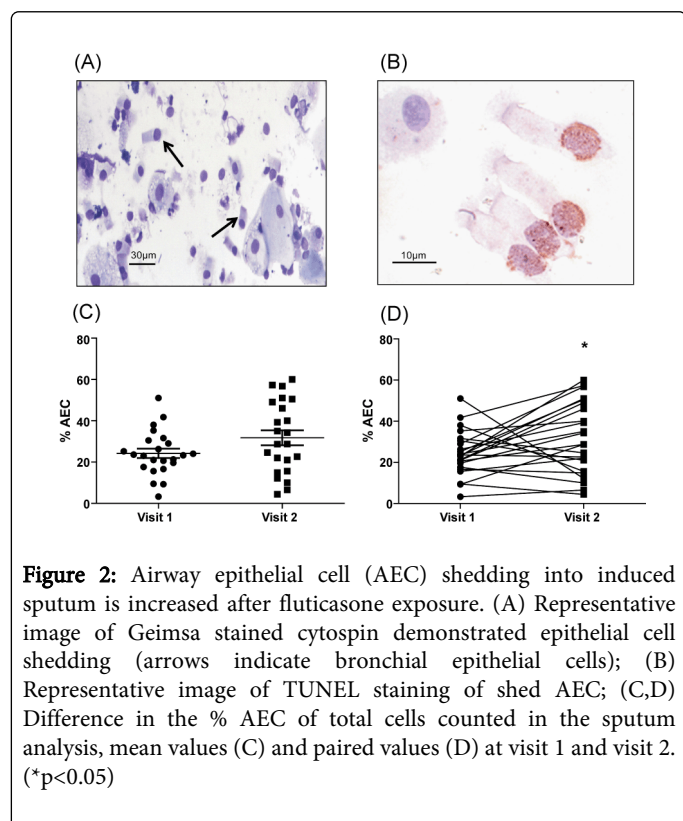 (A)
(B)
30µm
10µm
(C)
(D)
80
60
40
20
0
% AEC
Visit 1
Visit 2
80
60
40
20
0
% AEC
*
Visit 1
Visit 2
Figure 2: Airway epithelial cell (AEC) shedding into induced
sputum is increased after fluticasone exposure. (A) Representative
image of Geimsa stained cytospin demonstrated epithelial cell
shedding (arrows indicate bronchial epithelial cells); (B)
Representative image of TUNEL staining of shed AEC; (C,D)
Difference in the % AEC of total cells counted in the sputum
analysis, mean values (C) and paired values (D) at visit 1 and visit 2.
(*p<0.05)